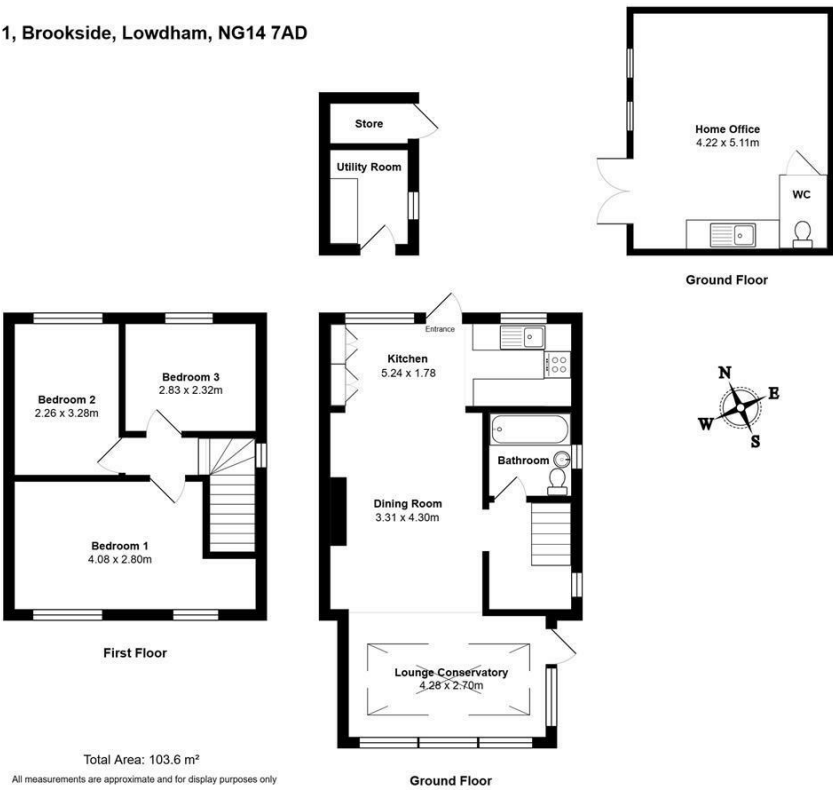 1, Brookside, Lowdham, NG14 7AD
Store
Utility Room
Home Office
4.22 x 5.11m
WC
Ground Floor
Entrance
Kitchen
5.24 x 1.78
Bedroom 3
2.83 x 2.32m
Bedroom 2
2.26 x 3.28m
N
E
W
S
Bathroom
Dining Room
3.31 x 4.30m
Bedroom 1
4.08 x 2.80m
First Floor
Lounge Conservatory
4.28 x 2.70m
Total Area: 103.6 m²
All measurements are approximate and for display purposes only
Ground Floor